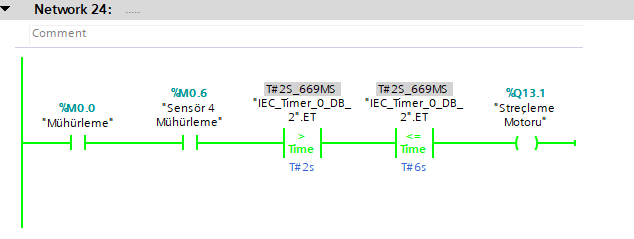 Network 24: .....
Comment
%M0.0
"Mühürleme"
%M0.6
"Sensör 4
Mühürleme"
T#2S_669MS
"IEC_Timer_0_DB_
2".ET
>
Time
T#2s
T#2S_669MS
"IEC_Timer_0_DB_
2".ET
<=
Time
T#6s
%Q13.1
"Streçleme
Motoru"